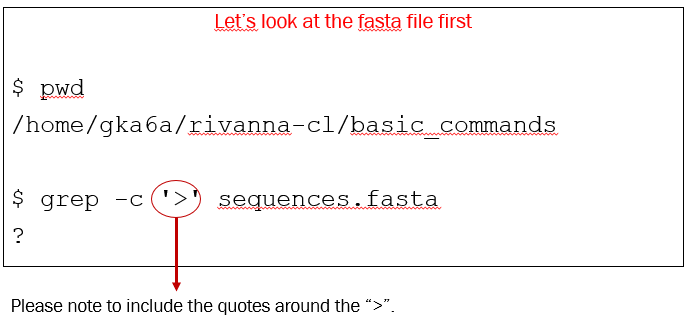 Let's look at the fasta file first
$ pwd
/home/gka6a/rivanna-cl/basic_commands
$ grep -c '>' sequences.fasta
?
Please note to include the quotes around the “>”.